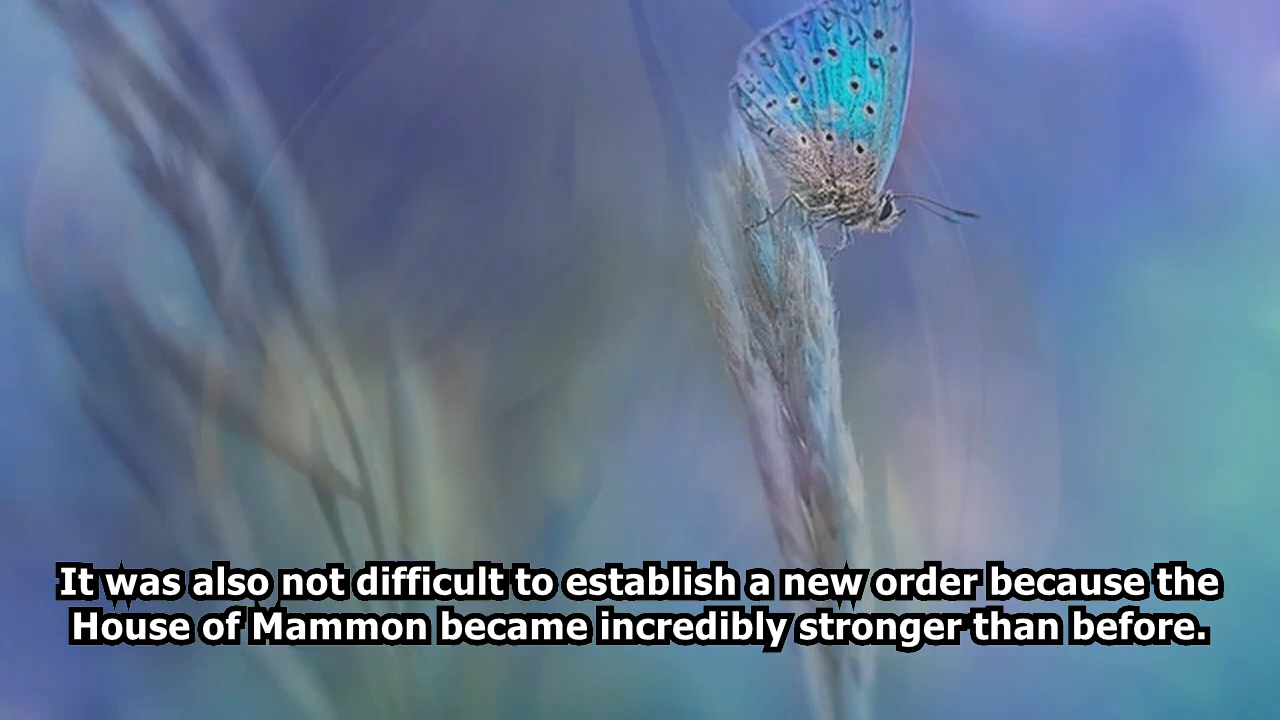 It was also not difficult to establish a new order because the
House of Mammon became incredibly stronger than before.